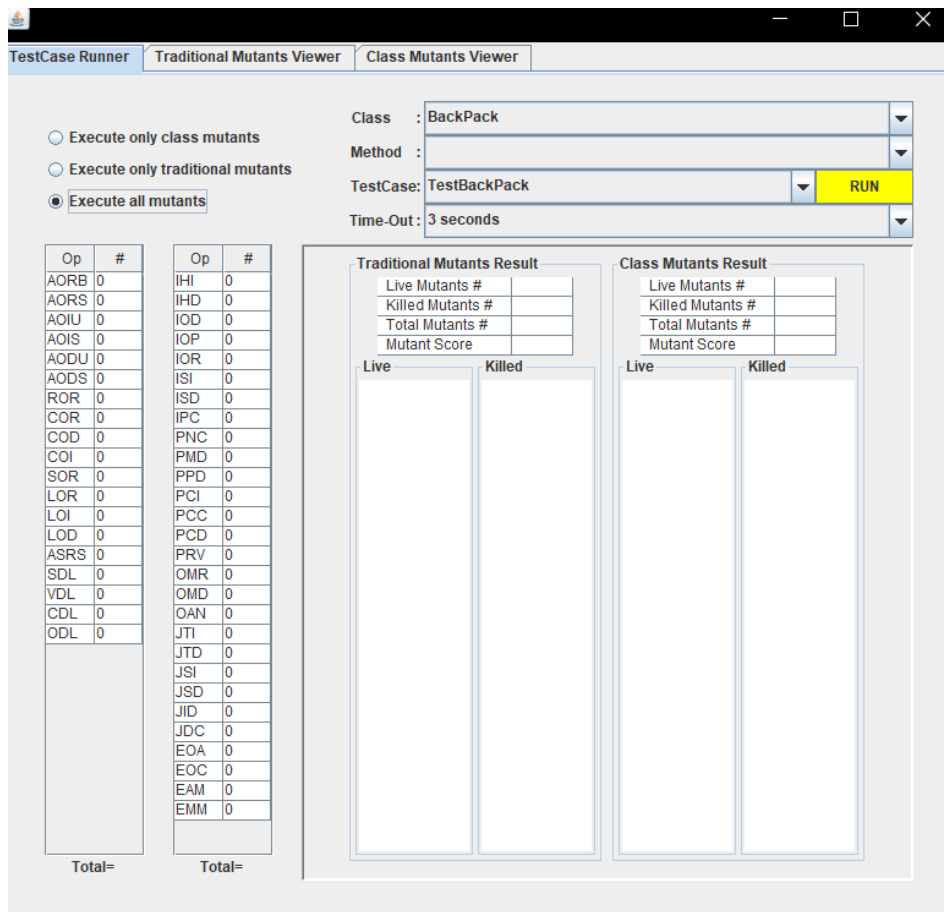 TestCase Runner Traditional Mutants Viewer Class Mutants Viewer
Execute only class mutants
Execute only traditional mutants
Execute all mutants
Class : BackPack
Method :
TestCase: TestBackPack RUN
Time-Out : 3 seconds
Op #
AORB 0
AORS 0
AOIU 0
AOIS 0
AODU 0
AODS 0
ROR 0
COR 0
COD 0
COI 0
SOR 0
LOR 0
LOI 0
LOD 0
ASRS 0
SDL 0
VDL 0
CDL 0
ODL 0
Total=
Op #
IHI 0
IHD 0
IOD 0
IOP 0
IOR 0
ISI 0
ISD 0
IPC 0
PNC 0
PMD 0
PPD 0
PCI 0
PCC 0
PCD 0
PRV 0
OMR 0
OMD 0
OAN 0
JTI 0
JTD 0
JSI 0
JSD 0
JID 0
JDC 0
EOA 0
EOC 0
EAM 0
EMM 0
Total=
Traditional Mutants Result
Live Mutants #
Killed Mutants #
Total Mutants #
Mutant Score
Live Killed
Class Mutants Result
Live Mutants #
Killed Mutants #
Total Mutants #
Mutant Score
Live Killed